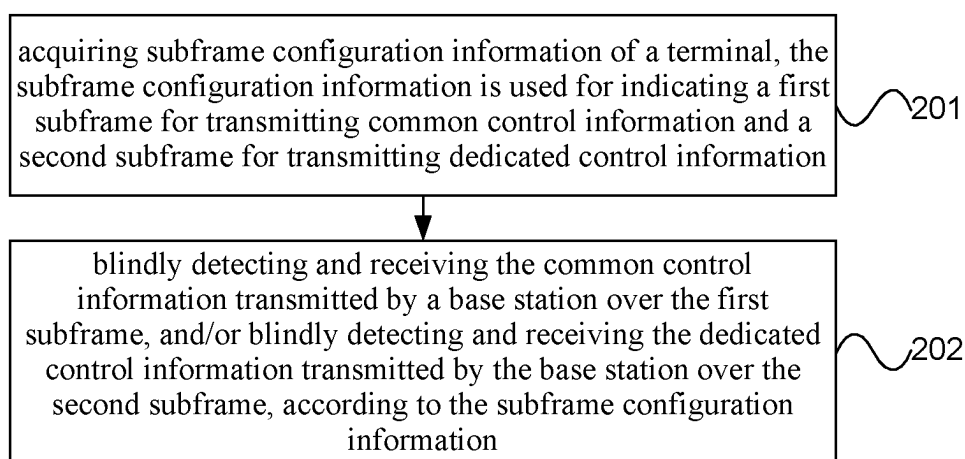 acquiring subframe configuration information of a terminal, the
subframe configuration information is used for indicating a first
subframe for transmitting common control information and a
second subframe for transmitting dedicated control information
201
blindly detecting and receiving the common control
information transmitted by a base station over the first
subframe, and/or blindly detecting and receiving the dedicated
control information transmitted by the base station over the
second subframe, according to the subframe configuration
information
202